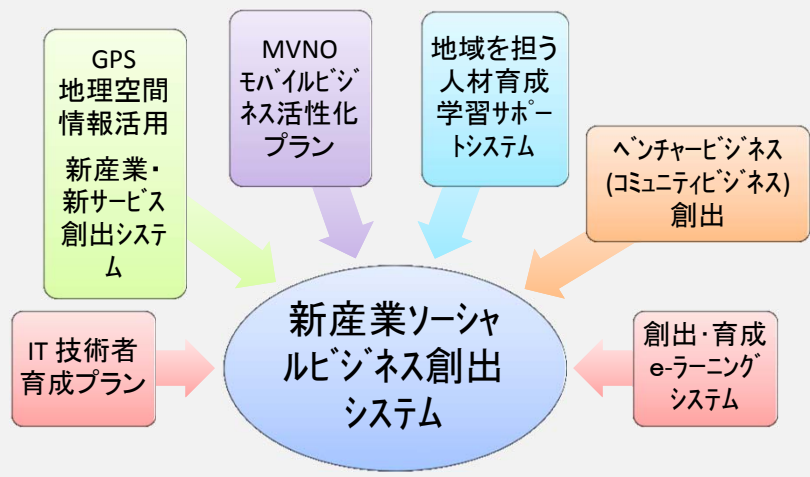 GPS
地理空間
情報活用
新産業・
新サービス
創出システ
ム
MVNO
ﾓﾊﾞｲﾙﾋﾞｼﾞ
ﾈｽ活性化
プラン
地域を担う
人材育成
学習ｻﾎﾟｰ
ﾄｼｽﾃﾑ
ﾍﾞﾝﾁｬｰﾋﾞｼﾞﾈｽ
(ｺﾐｭﾆﾃｨﾋﾞｼﾞﾈｽ)
創出
IT 技術者
育成プラン
新産業ｿｰｼｬ
ﾙﾋﾞｼﾞﾈｽ創出
システム
創出･育成
e-ﾗｰﾆﾝｸﾞ
システム